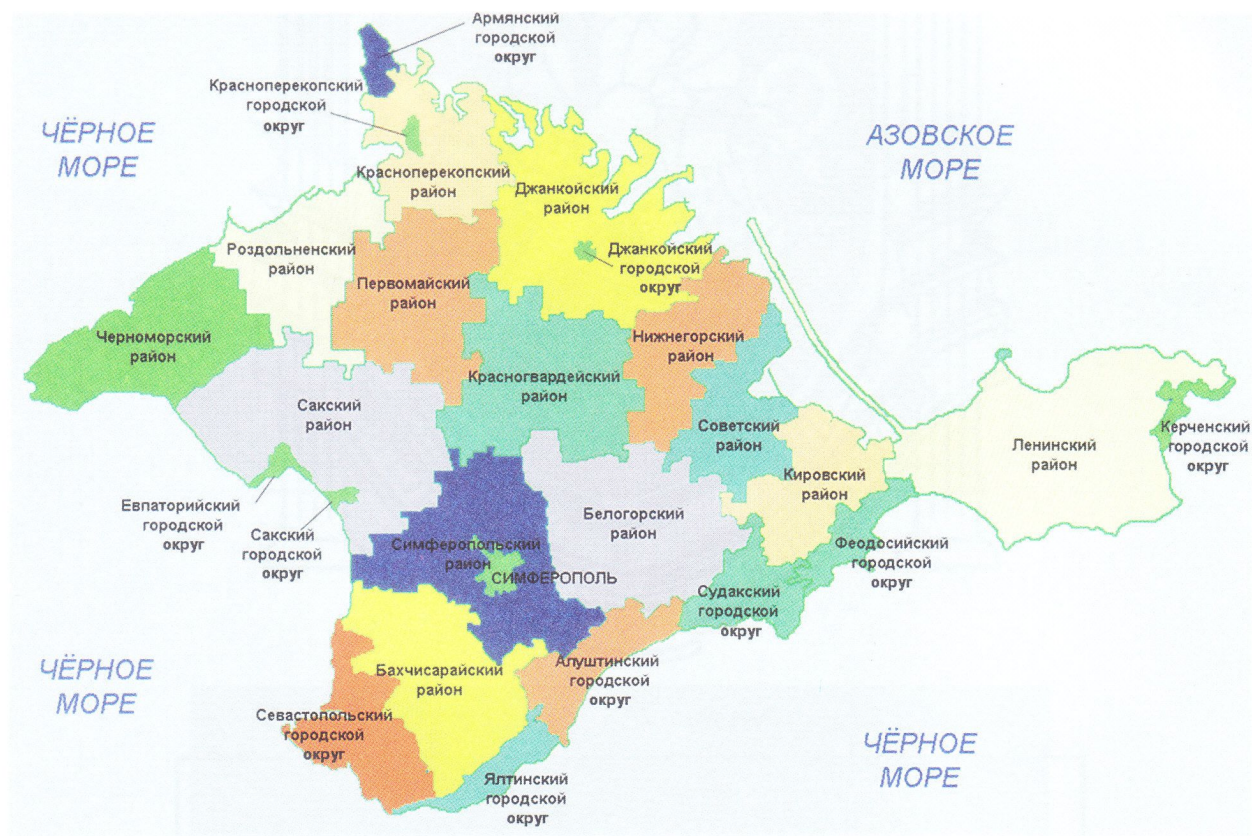 Армянский
городской
округ
Красноперекопский
городской
округ
ЧЁРНОЕ
МОРЕ
АЗОВСКОЕ
МОРЕ
Красноперекопский
район
Джанкойский
район
Роздольненский
район
Джанкойский
городской
округ
Первомайский
район
Черноморский
район
Нижнегорский
район
Красногвардейский
район
Сакский
район
Советский
район
Ленинский
район
Керченский
городской
округ
Кировский
район
Евпаторийский
городской
округ
Сакский
городской
округ
Белогорский
район
Симферопольский
район
СИМФЕРОПОЛЬ
Феодосийский
городской
округ
Судакский
городской
округ
ЧЁРНОЕ
МОРЕ
Бахчисарайский
район
Алуштинский
городской
округ
Севастопольский
городской
округ
ЧЁРНОЕ
МОРЕ
Ялтинский
городской
округ